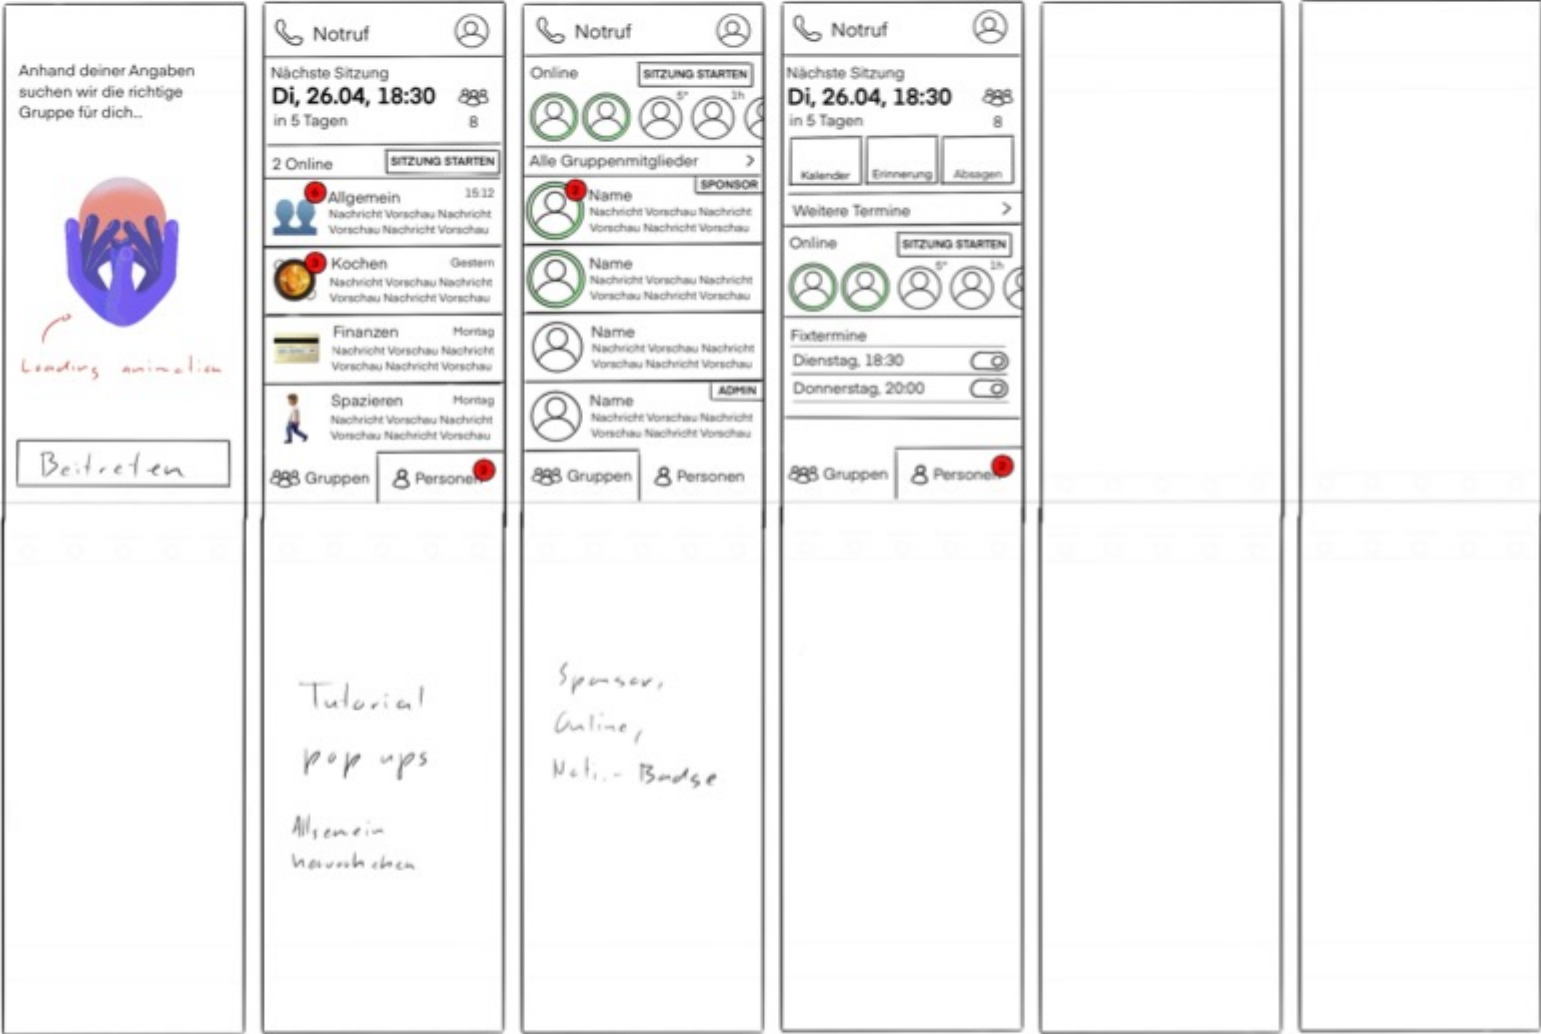 Anhand deiner Angaben
suchen wir die richtige
Gruppe für dich...
Loading animation
Beitreten
Notruf
Nächste Sitzung
Di, 26.04, 18:30
in 5 Tagen
8
2 Online
SITZUNG STARTEN
Allgemein
15:12
Nachricht Vorschau Nachricht
Vorschau Nachricht Vorschau
3
Kochen
Gestern
Nachricht Vorschau Nachricht
Vorschau Nachricht Vorschau
Finanzen
Montag
Nachricht Vorschau Nachricht
Vorschau Nachricht Vorschau
Spazieren
Montag
Nachricht Vorschau Nachricht
Vorschau Nachricht Vorschau
Gruppen
Personen
Tutorial
pop ups
Allgemein
Notruf
Online
SITZUNG STARTEN
5"
1h
Alle Gruppenmitglieder
SPONSOR
2
Name
Nachricht Vorschau Nachricht
Vorschau Nachricht Vorschau
Name
Nachricht Vorschau Nachricht
Vorschau Nachricht Vorschau
Name
Nachricht Vorschau Nachricht
Vorschau Nachricht Vorschau
ADMIN
Name
Nachricht Vorschau Nachricht
Vorschau Nachricht Vorschau
Gruppen
Personen
Sponsor,
Online,
Badge
Notruf
Nächste Sitzung
Di, 26.04, 18:30
in 5 Tagen
8
Kalender
Erinnerung
Absagen
Weitere Termine
Online
SITZUNG STARTEN
5"
1h
Fixtermine
Dienstag, 18:30
Donnerstag, 20:00
Gruppen
Personen